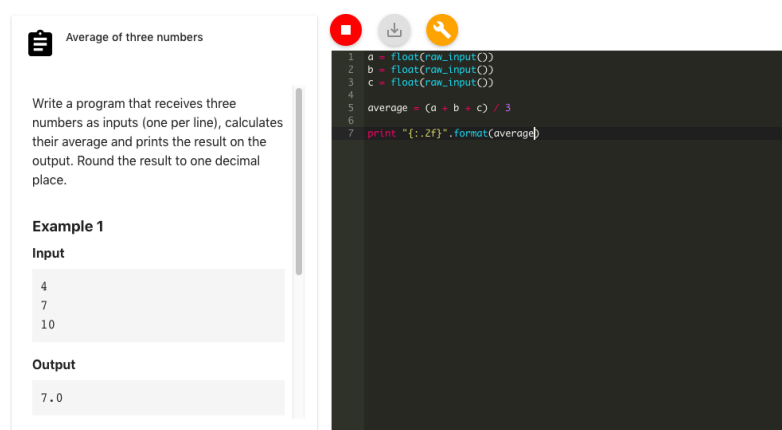 Average of three numbers
Write a program that receives three
numbers as inputs (one per line), calculates
their average and prints the result on the
output. Round the result to one decimal
place.
Example 1
Input
4
7
10
Output
7.0
1 a = float(raw_input())
2 b = float(raw_input())
3 c = float(raw_input())
4
5 average = (a + b + c) / 3
6
7 print "{:.2f}".format(average)